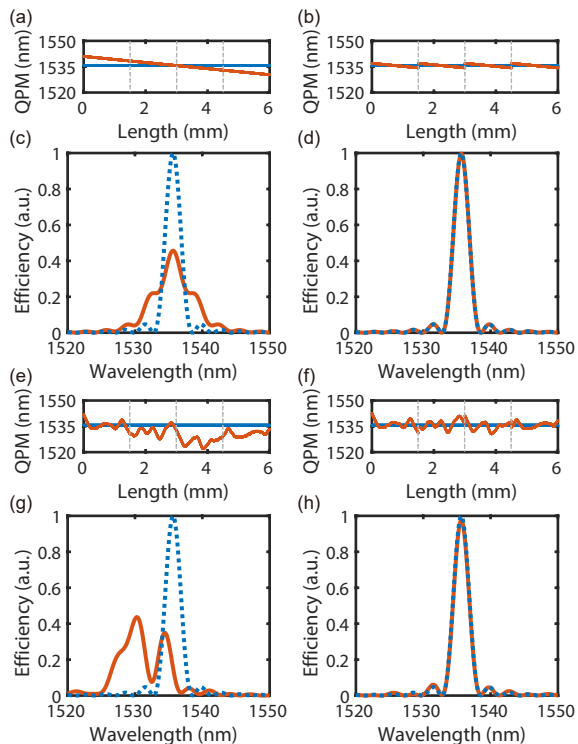 (a)
QPM (nm)
1550
1535
1520
0 2 4 6
Length (mm)
(b)
QPM (nm)
1550
1535
1520
0 2 4 6
Length (mm)
(c)
Efficiency (a.u.)
1
0.8
0.6
0.4
0.2
0
1520 1530 1540 1550
Wavelength (nm)
(d)
Efficiency (a.u.)
1
0.8
0.6
0.4
0.2
0
1520 1530 1540 1550
Wavelength (nm)
(e)
QPM (nm)
1550
1535
1520
0 2 4 6
Length (mm)
(f)
QPM (nm)
1550
1535
1520
0 2 4 6
Length (mm)
(g)
Efficiency (a.u.)
1
0.8
0.6
0.4
0.2
0
1520 1530 1540 1550
Wavelength (nm)
(h)
Efficiency (a.u.)
1
0.8
0.6
0.4
0.2
0
1520 1530 1540 1550
Wavelength (nm)